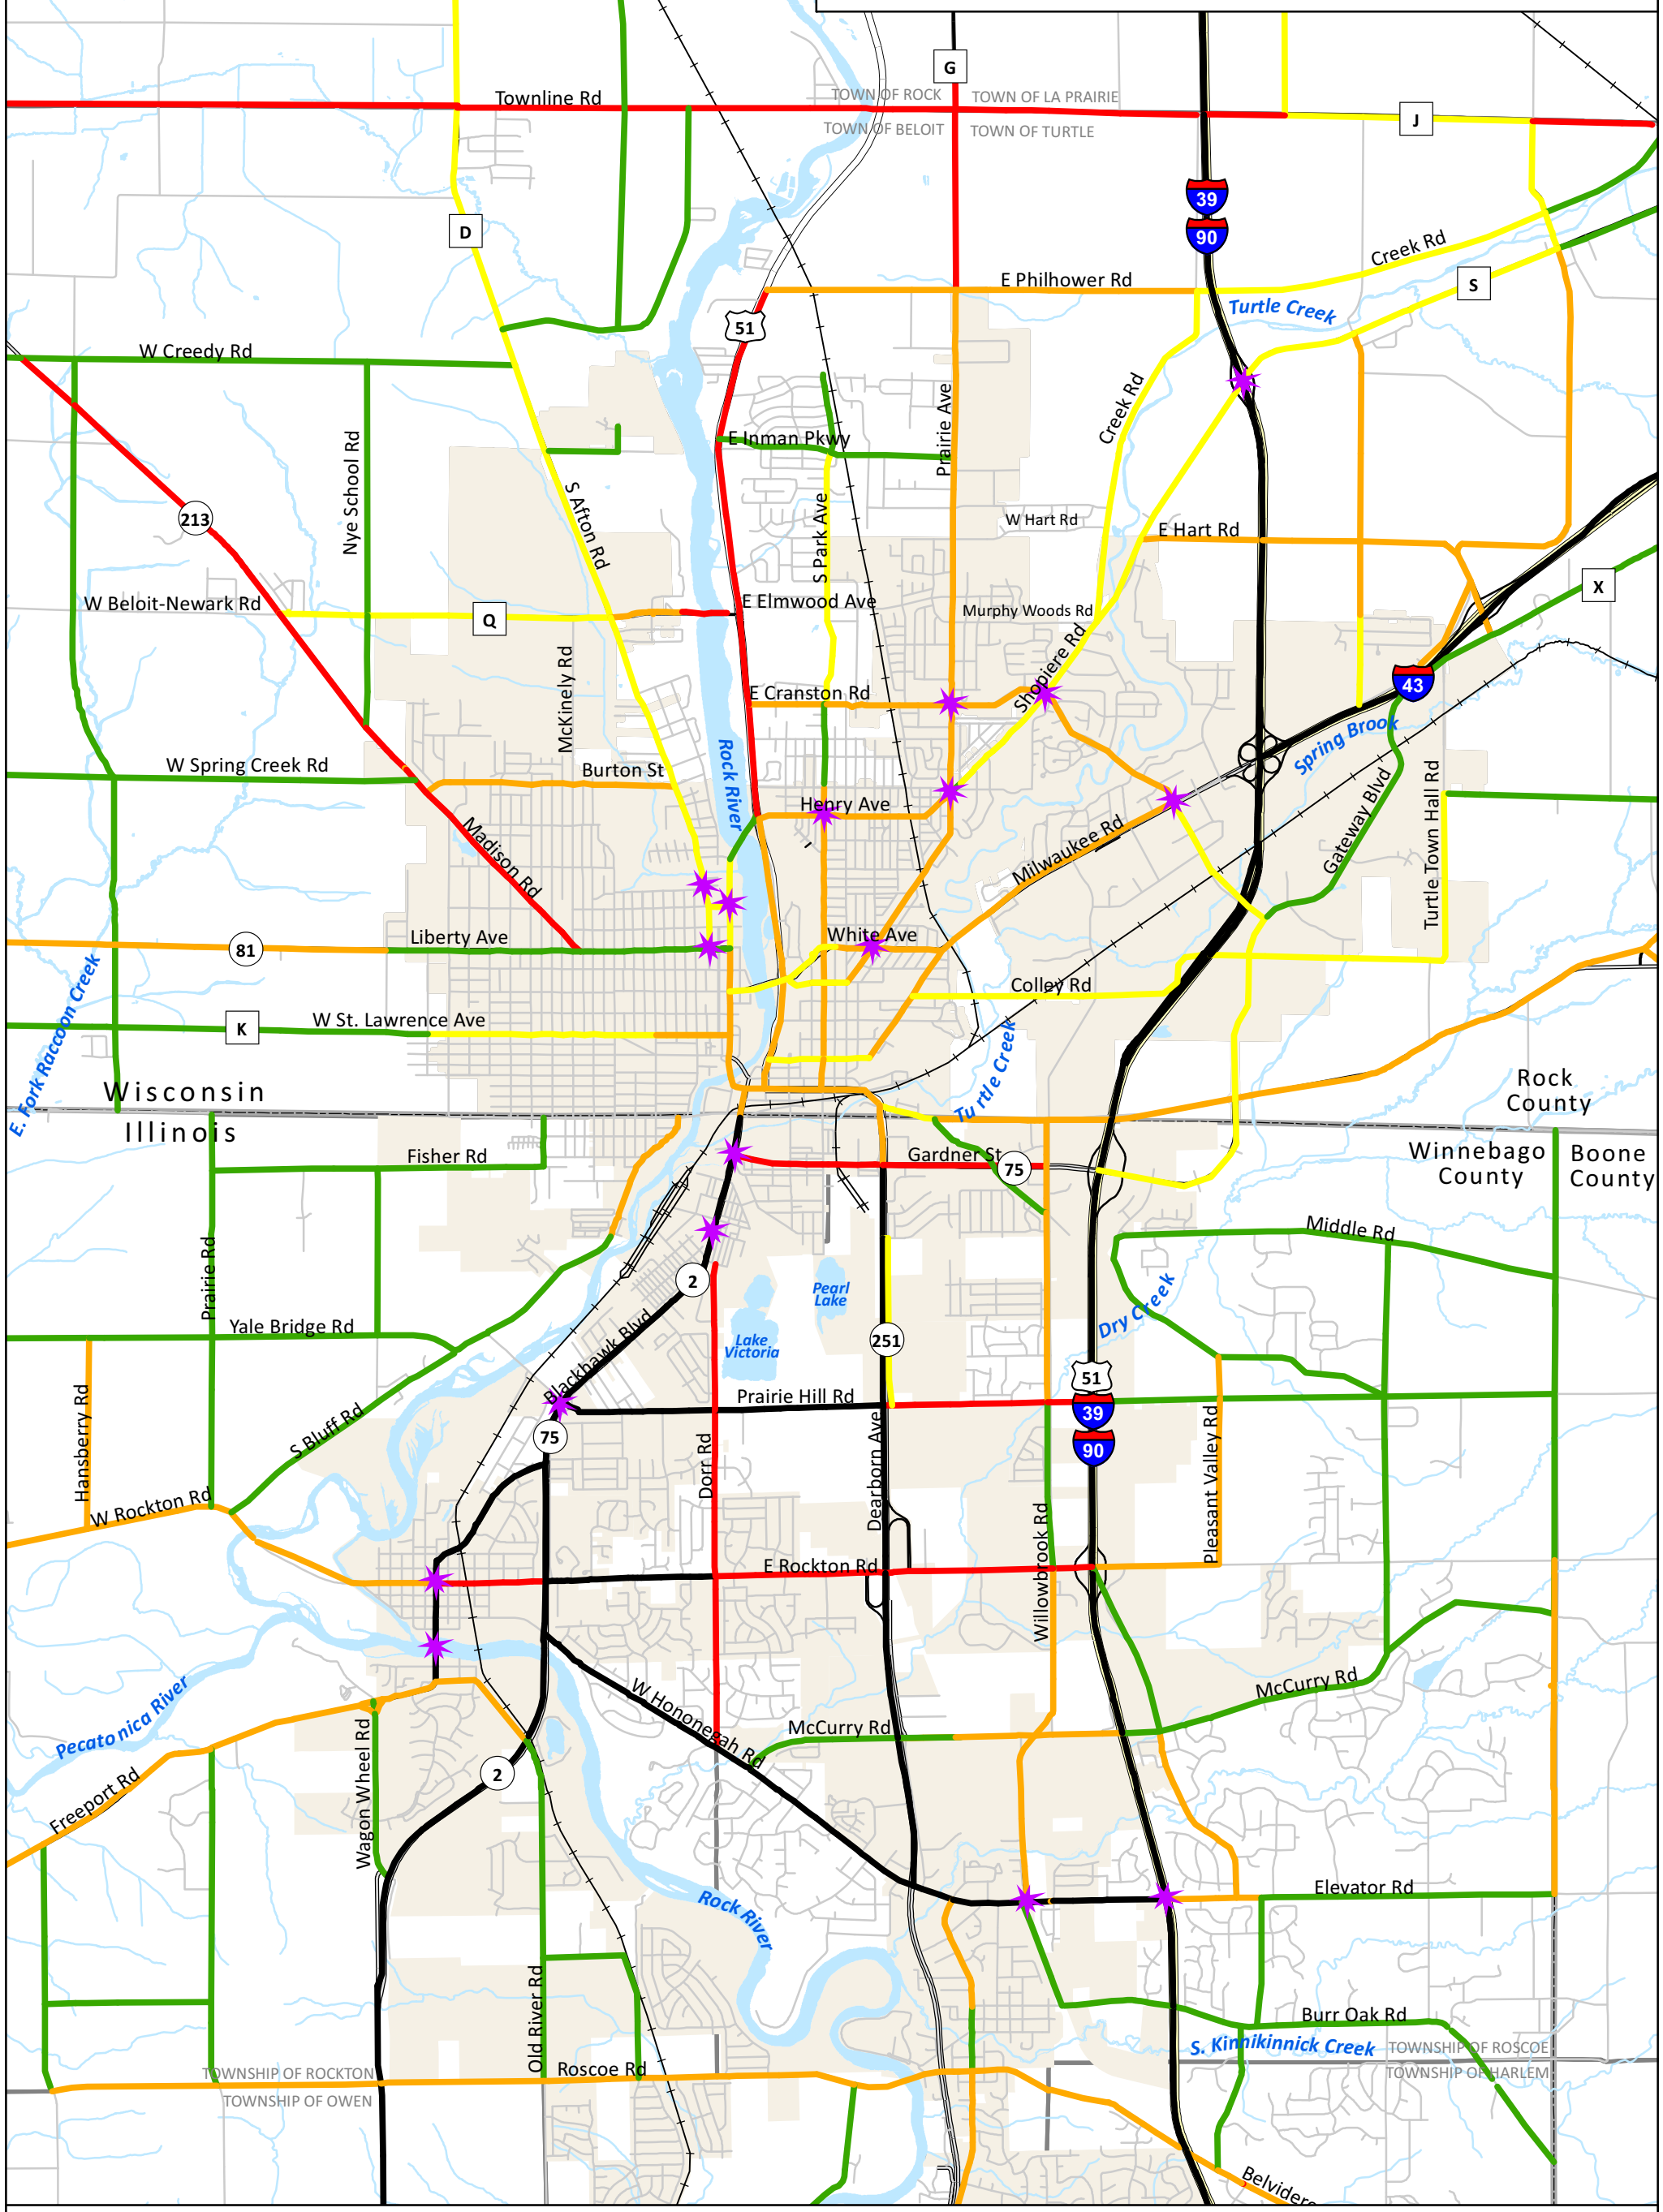 G
Townline Rd
TOWN OF ROCK
TOWN OF LA PRAIRIE
TOWN OF BELOIT
TOWN OF TURTLE
J
39
90
D
Creek Rd
E Philhower Rd
S
Turtle Creek
51
W Creedy Rd
Creek Rd
Prairie Ave
E Inman Pkwy
Nye School Rd
S Afton Rd
S Park Ave
213
W Hart Rd
E Hart Rd
X
W Beloit-Newark Rd
Q
E Elmwood Ave
Murphy Woods Rd
Shopiere Rd
McKinely Rd
E Cranston Rd
43
Spring Brook
Rock River
W Spring Creek Rd
Burton St
Henry Ave
Gateway Blvd
Turtle Town Hall Rd
Madison Rd
Milwaukee Rd
81
Liberty Ave
White Ave
Colley Rd
E. Fork Raccoon Creek
K
W St. Lawrence Ave
Turtle Creek
Wisconsin
Illinois
Rock
County
Winnebago
County
Boone
County
Fisher Rd
Gardner St
75
Middle Rd
Prairie Rd
2
Pearl
Lake
Dry Creek
Yale Bridge Rd
Lake
Victoria
251
Blackhawk Blvd
51
39
90
Prairie Hill Rd
Hansberry Rd
S Bluff Rd
75
Dorr Rd
Dearborn Ave
Pleasant Valley Rd
W Rockton Rd
Willowbrook Rd
E Rockton Rd
Pecatonica River
W Hononegah Rd
McCurry Rd
McCurry Rd
Wagon Wheel Rd
2
Freeport Rd
Elevator Rd
Rock River
Old River Rd
Burr Oak Rd
S. Kinnikinnick Creek
TOWNSHIP OF ROSCOE
TOWNSHIP OF HARLEM
TOWNSHIP OF ROCKTON
TOWNSHIP OF OWEN
Roscoe Rd
Belvidere